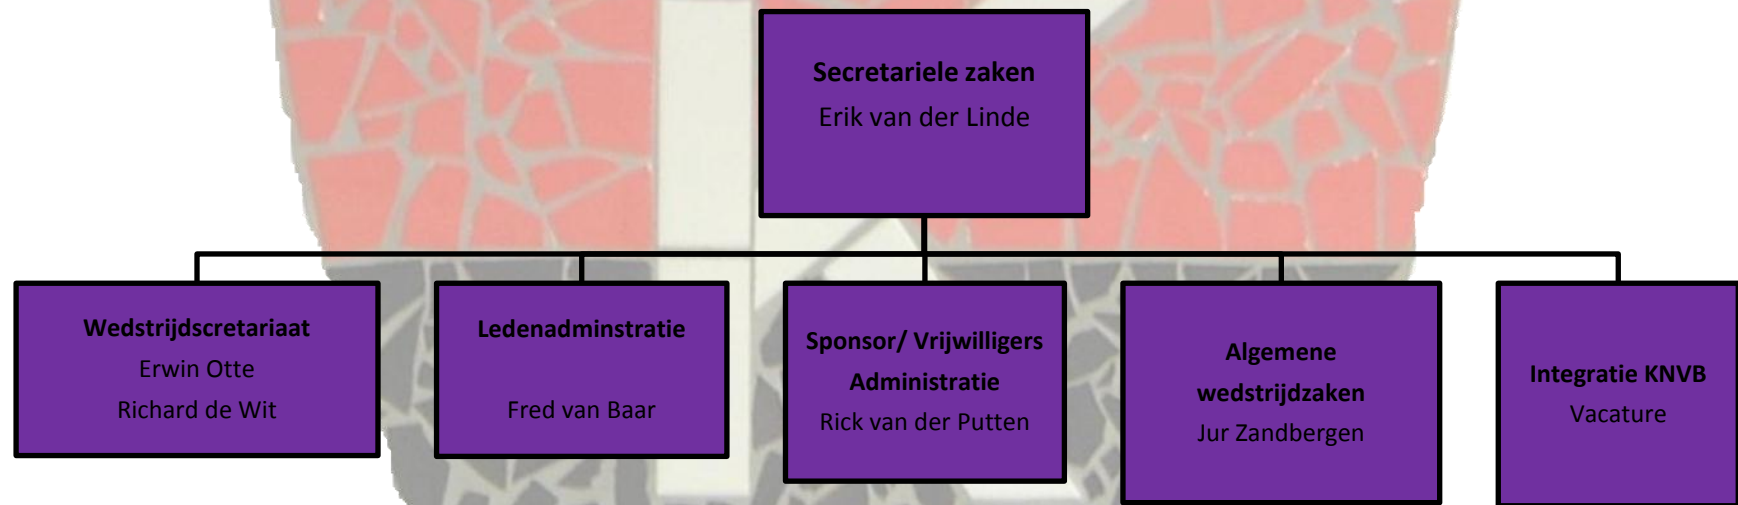 Secretariele zaken
Erik van der Linde
Wedstrijdscretariaat
Erwin Otte
Richard de Wit
Ledenadminstratie
Fred van Baar
Sponsor/ Vrijwilligers
Administratie
Rick van der Putten
Algemene
wedstrijdzaken
Jur Zandbergen
Integratie KNVB
Vacature